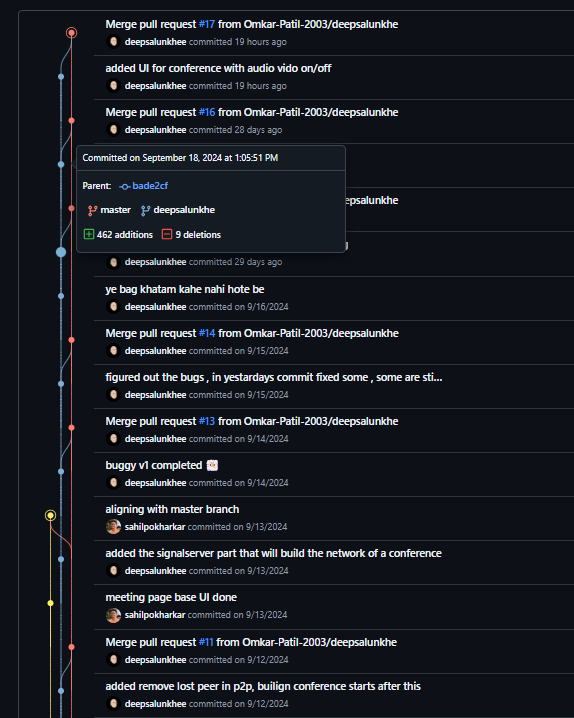 Merge pull request #17 from Omkar-Patil-2003/deepsalunkhe
deepsalunkhee committed 19 hours ago
added UI for conference with audio vido on/off
deepsalunkhee committed 19 hours ago
Merge pull request #16 from Omkar-Patil-2003/deepsalunkhe
deepsalunkhee committed 28 days ago
Committed on September 18, 2024 at 1:05:51 PM
Parent: bade2cf
master deepsalunkhe
462 additions 9 deletions
deepsalunkhe
deepsalunkhee committed 29 days ago
ye bag khatam kahe nahi hote be
deepsalunkhee committed on 9/16/2024
Merge pull request #14 from Omkar-Patil-2003/deepsalunkhe
deepsalunkhee committed on 9/15/2024
figured out the bugs , in yestardays commit fixed some , some are sti...
deepsalunkhee committed on 9/15/2024
Merge pull request #13 from Omkar-Patil-2003/deepsalunkhe
deepsalunkhee committed on 9/14/2024
buggy v1 completed
deepsalunkhee committed on 9/14/2024
aligning with master branch
sahilpokharkar committed on 9/13/2024
added the signalserver part that will build the network of a conference
deepsalunkhee committed on 9/13/2024
meeting page base UI done
sahilpokharkar committed on 9/13/2024
Merge pull request #11 from Omkar-Patil-2003/deepsalunkhe
deepsalunkhee committed on 9/12/2024
added remove lost peer in p2p, builign conference starts after this
deepsalunkhee committed on 9/12/2024